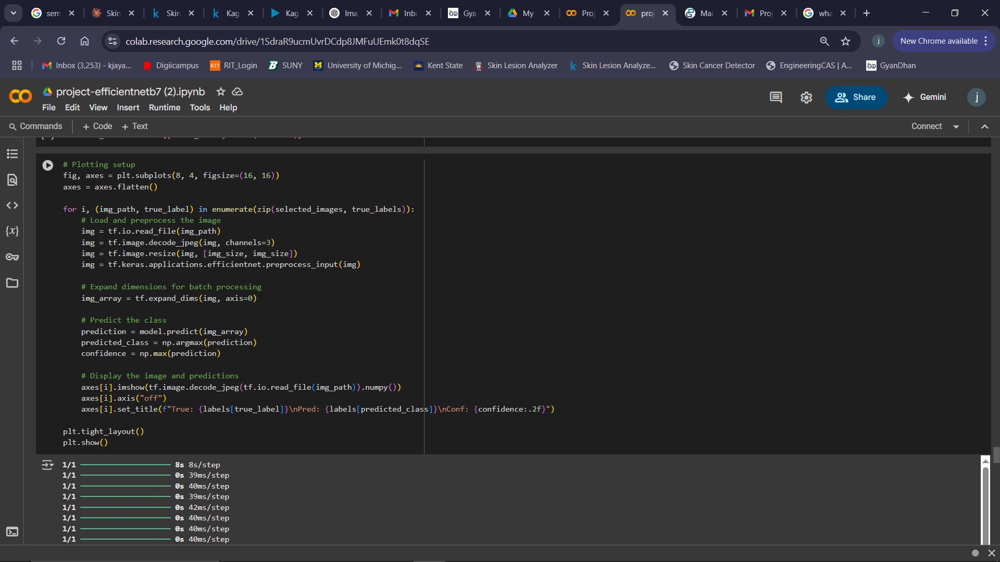 sem
Skin
Skin
Kag
Kag
Ima
Inb
Gya
My
Proj
proj
Mac
Proj
wha
colab.research.google.com/drive/1SdraR9ucmUvrDCdp8JMFuUEmk0t8dqSE
j
New Chrome available
Inbox (3,253) - kjaya...
Digiicampus
RIT RIT_Login
SUNY
M University of Michig...
Kent State
Skin Lesion Analyzer
Skin Lesion Analyze...
Skin Cancer Detector
EngineeringCAS | A...
GD GyanDhan
project-efficientnetb7 (2).ipynb
File Edit View Insert Runtime Tools Help
Share
Gemini
j
Commands + Code + Text
Connect
# Plotting setup
fig, axes = plt.subplots(8, 4, figsize=(16, 16))
axes = axes.flatten()
for i, (img_path, true_label) in enumerate(zip(selected_images, true_labels)):
# Load and preprocess the image
img = tf.io.read_file(img_path)
img = tf.image.decode_jpeg(img, channels=3)
img = tf.image.resize(img, [img_size, img_size])
img = tf.keras.applications.efficientnet.preprocess_input(img)
# Expand dimensions for batch processing
img_array = tf.expand_dims(img, axis=0)
# Predict the class
prediction = model.predict(img_array)
predicted_class = np.argmax(prediction)
confidence = np.max(prediction)
# Display the image and predictions
axes[i].imshow(tf.image.decode_jpeg(tf.io.read_file(img_path)).numpy())
axes[i].axis("off")
axes[i].set_title(f"True: {labels[true_label]}\nPred: {labels[predicted_class]}\nConf: {confidence:.2f}")
plt.tight_layout()
plt.show()
1/1 8s 8s/step
1/1 0s 39ms/step
1/1 0s 40ms/step
1/1 0s 39ms/step
1/1 0s 42ms/step
1/1 0s 40ms/step
1/1 0s 40ms/step
1/1 0s 40ms/step